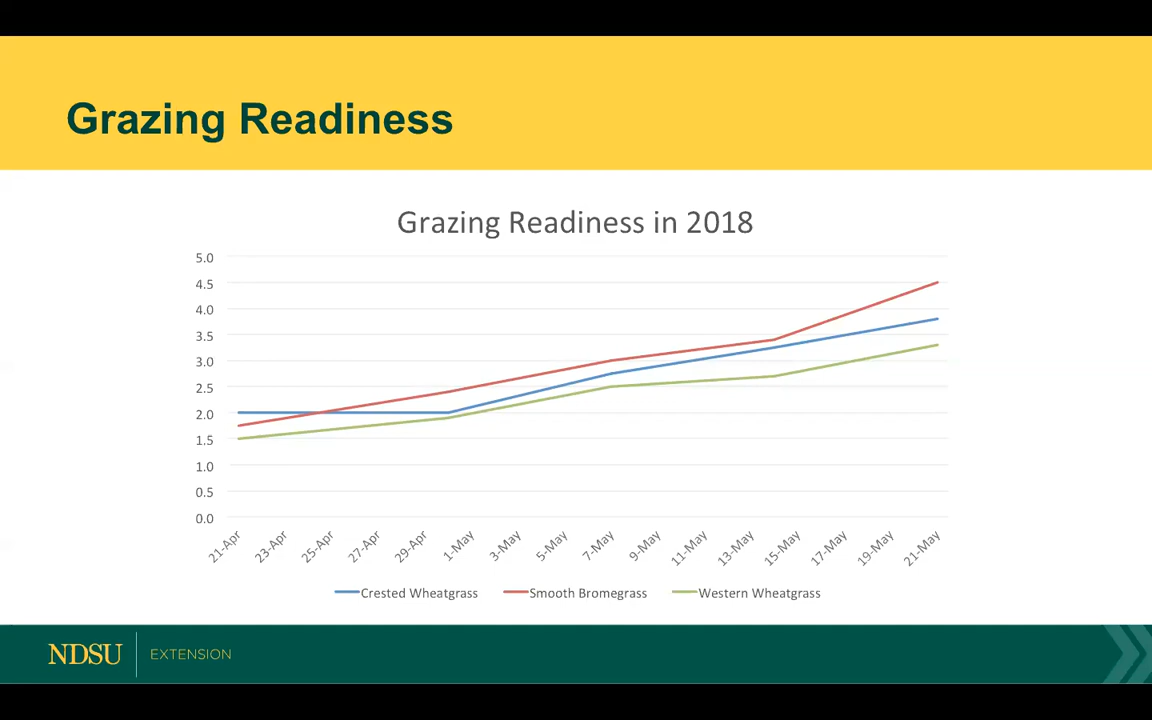 Grazing Readiness
Grazing Readiness in 2018
5.0
4.5
4.0
3.5
3.0
2.5
2.0
1.5
1.0
0.5
0.0
21-Apr 23-Apr 25-Apr 27-Apr 29-Apr 1-May 3-May 5-May 7-May 9-May 11-May 13-May 15-May 17-May 19-May 21-May
Crested Wheatgrass Smooth Bromegrass Western Wheatgrass
NDSU EXTENSION